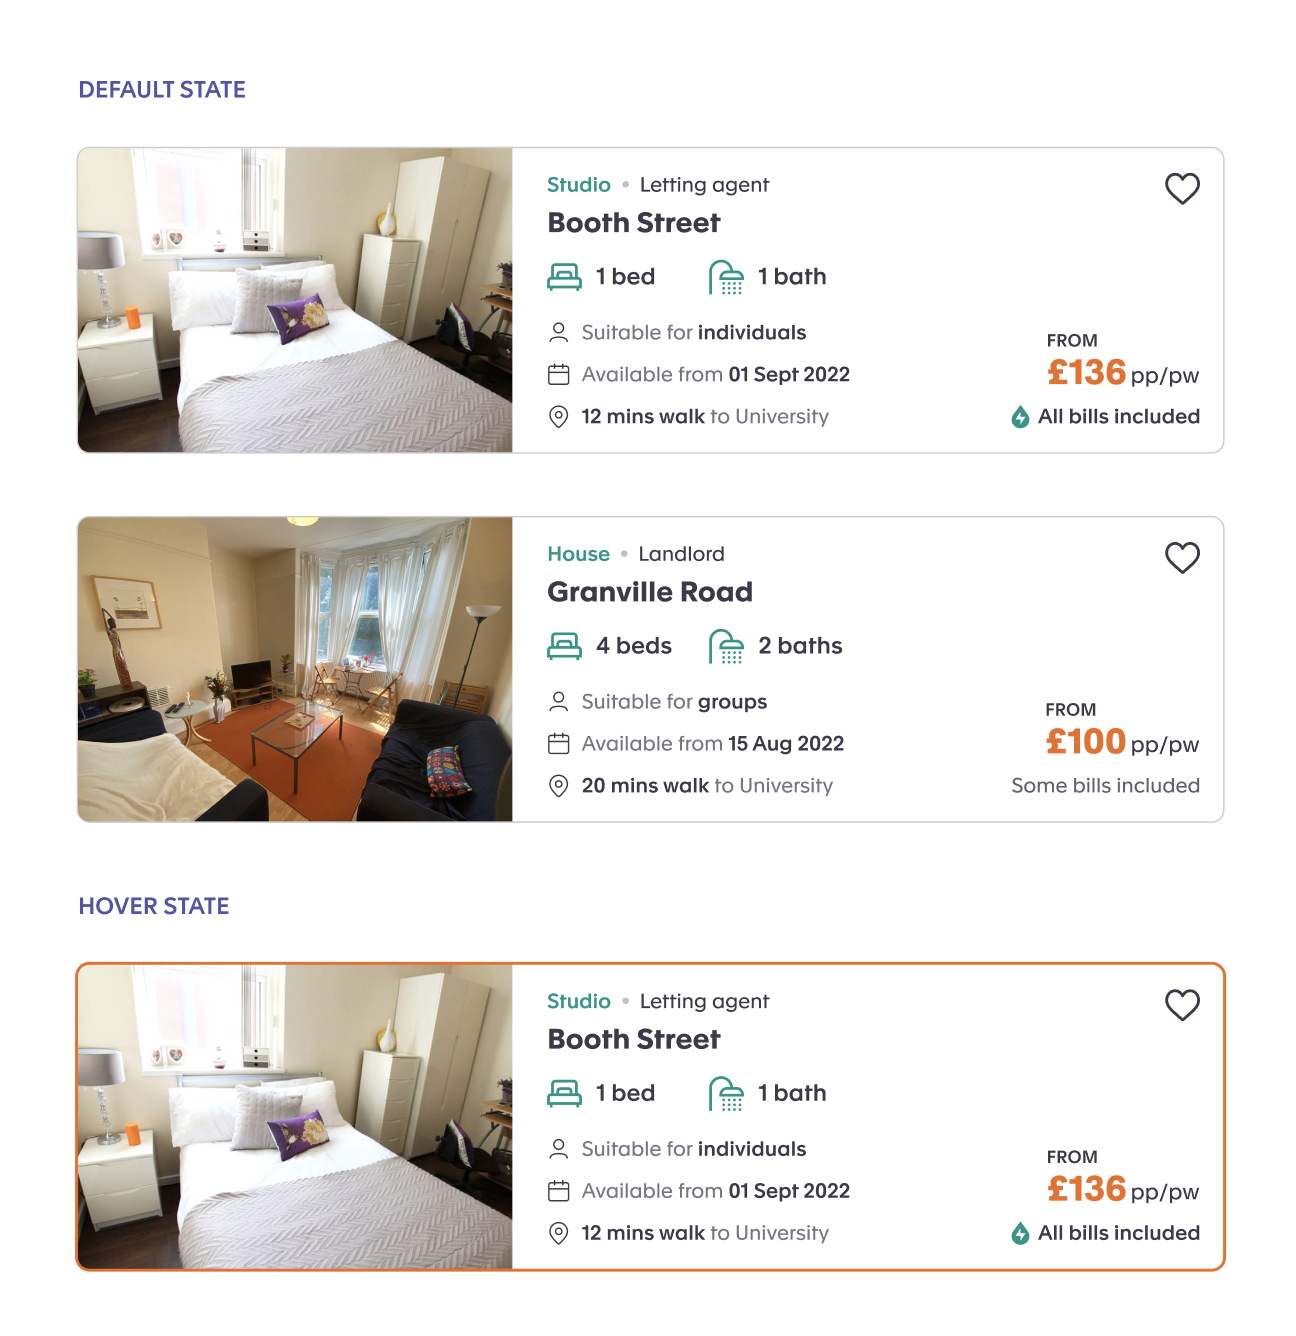 DEFAULT STATE
Studio • Letting agent
Booth Street
1 bed 1 bath
Suitable for individuals
Available from 01 Sept 2022
12 mins walk to University
FROM
£136 pp/pw
All bills included
House • Landlord
Granville Road
4 beds 2 baths
Suitable for groups
Available from 15 Aug 2022
20 mins walk to University
FROM
£100 pp/pw
Some bills included
HOVER STATE
Studio • Letting agent
Booth Street
1 bed 1 bath
Suitable for individuals
Available from 01 Sept 2022
12 mins walk to University
FROM
£136 pp/pw
All bills included